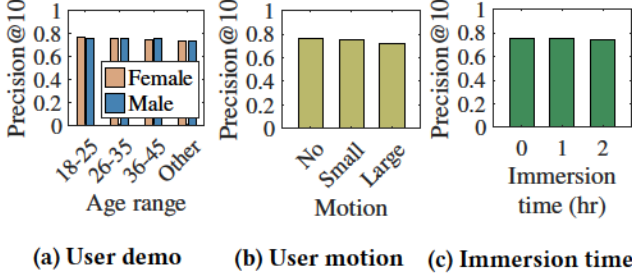 Precision@10
1
0.8
0.6
0.4
0.2
0
Female
Male
18-25
26-35
36-45
Other
Age range
(a) User demo
Precision@10
1
0.8
0.6
0.4
0.2
0
No
Small
Large
Motion
(b) User motion
Precision@10
1
0.8
0.6
0.4
0.2
0
0 1 2
Immersion
time (hr)
(c) Immersion time